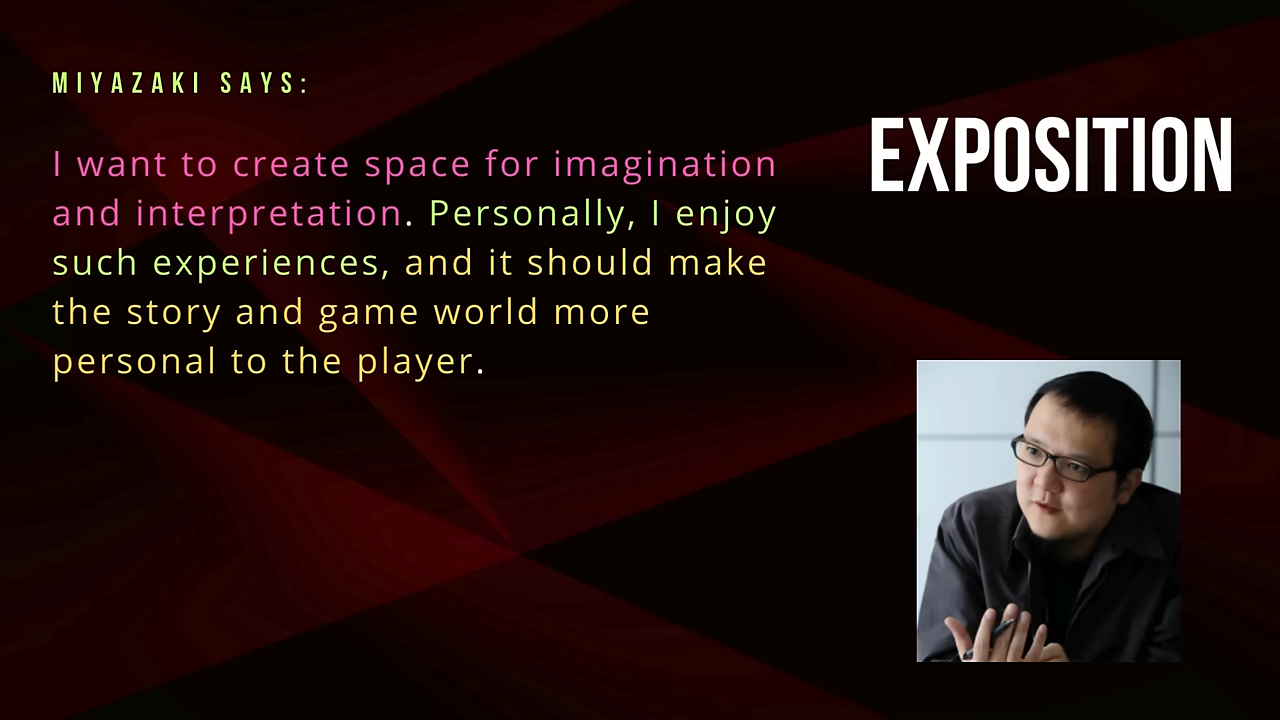 MIYAZAKI SAYS:
EXPOSITION
I want to create space for imagination
and interpretation. Personally, I enjoy
such experiences, and it should make
the story and game world more
personal to the player.